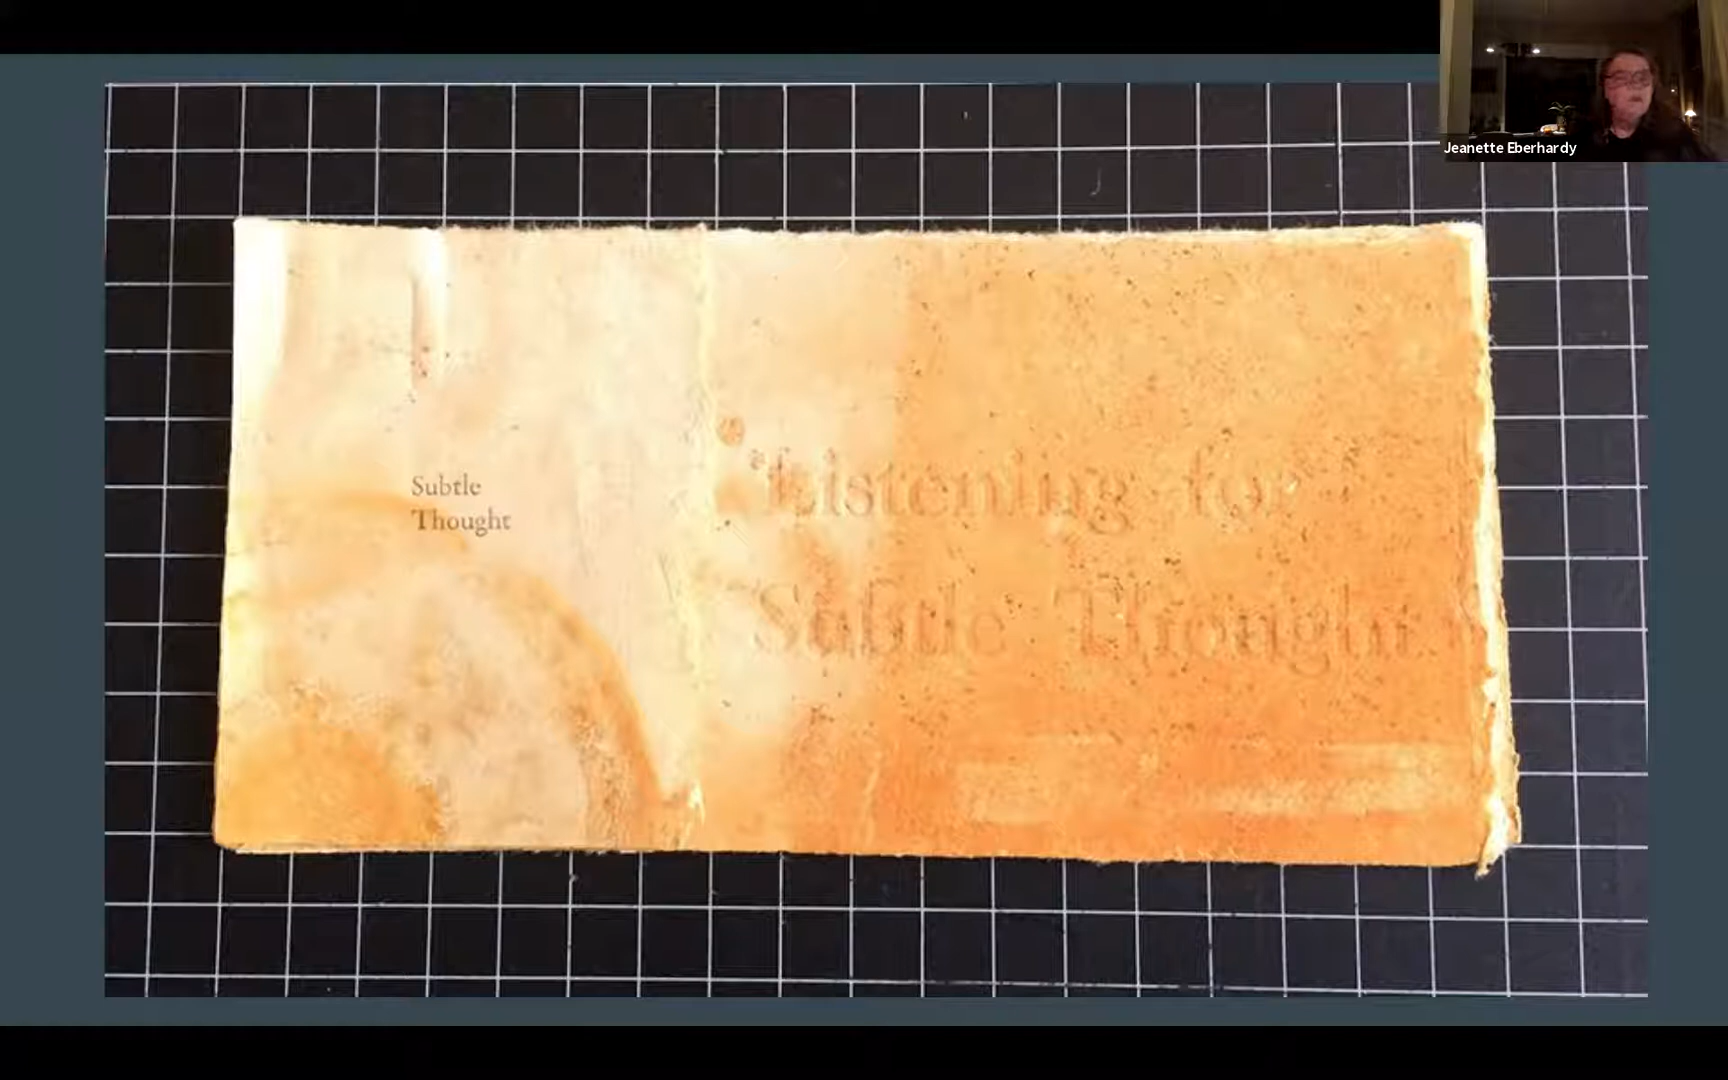 Jeanette Eberhardy
Subtle
Thought
Listening for
Subtle Thought